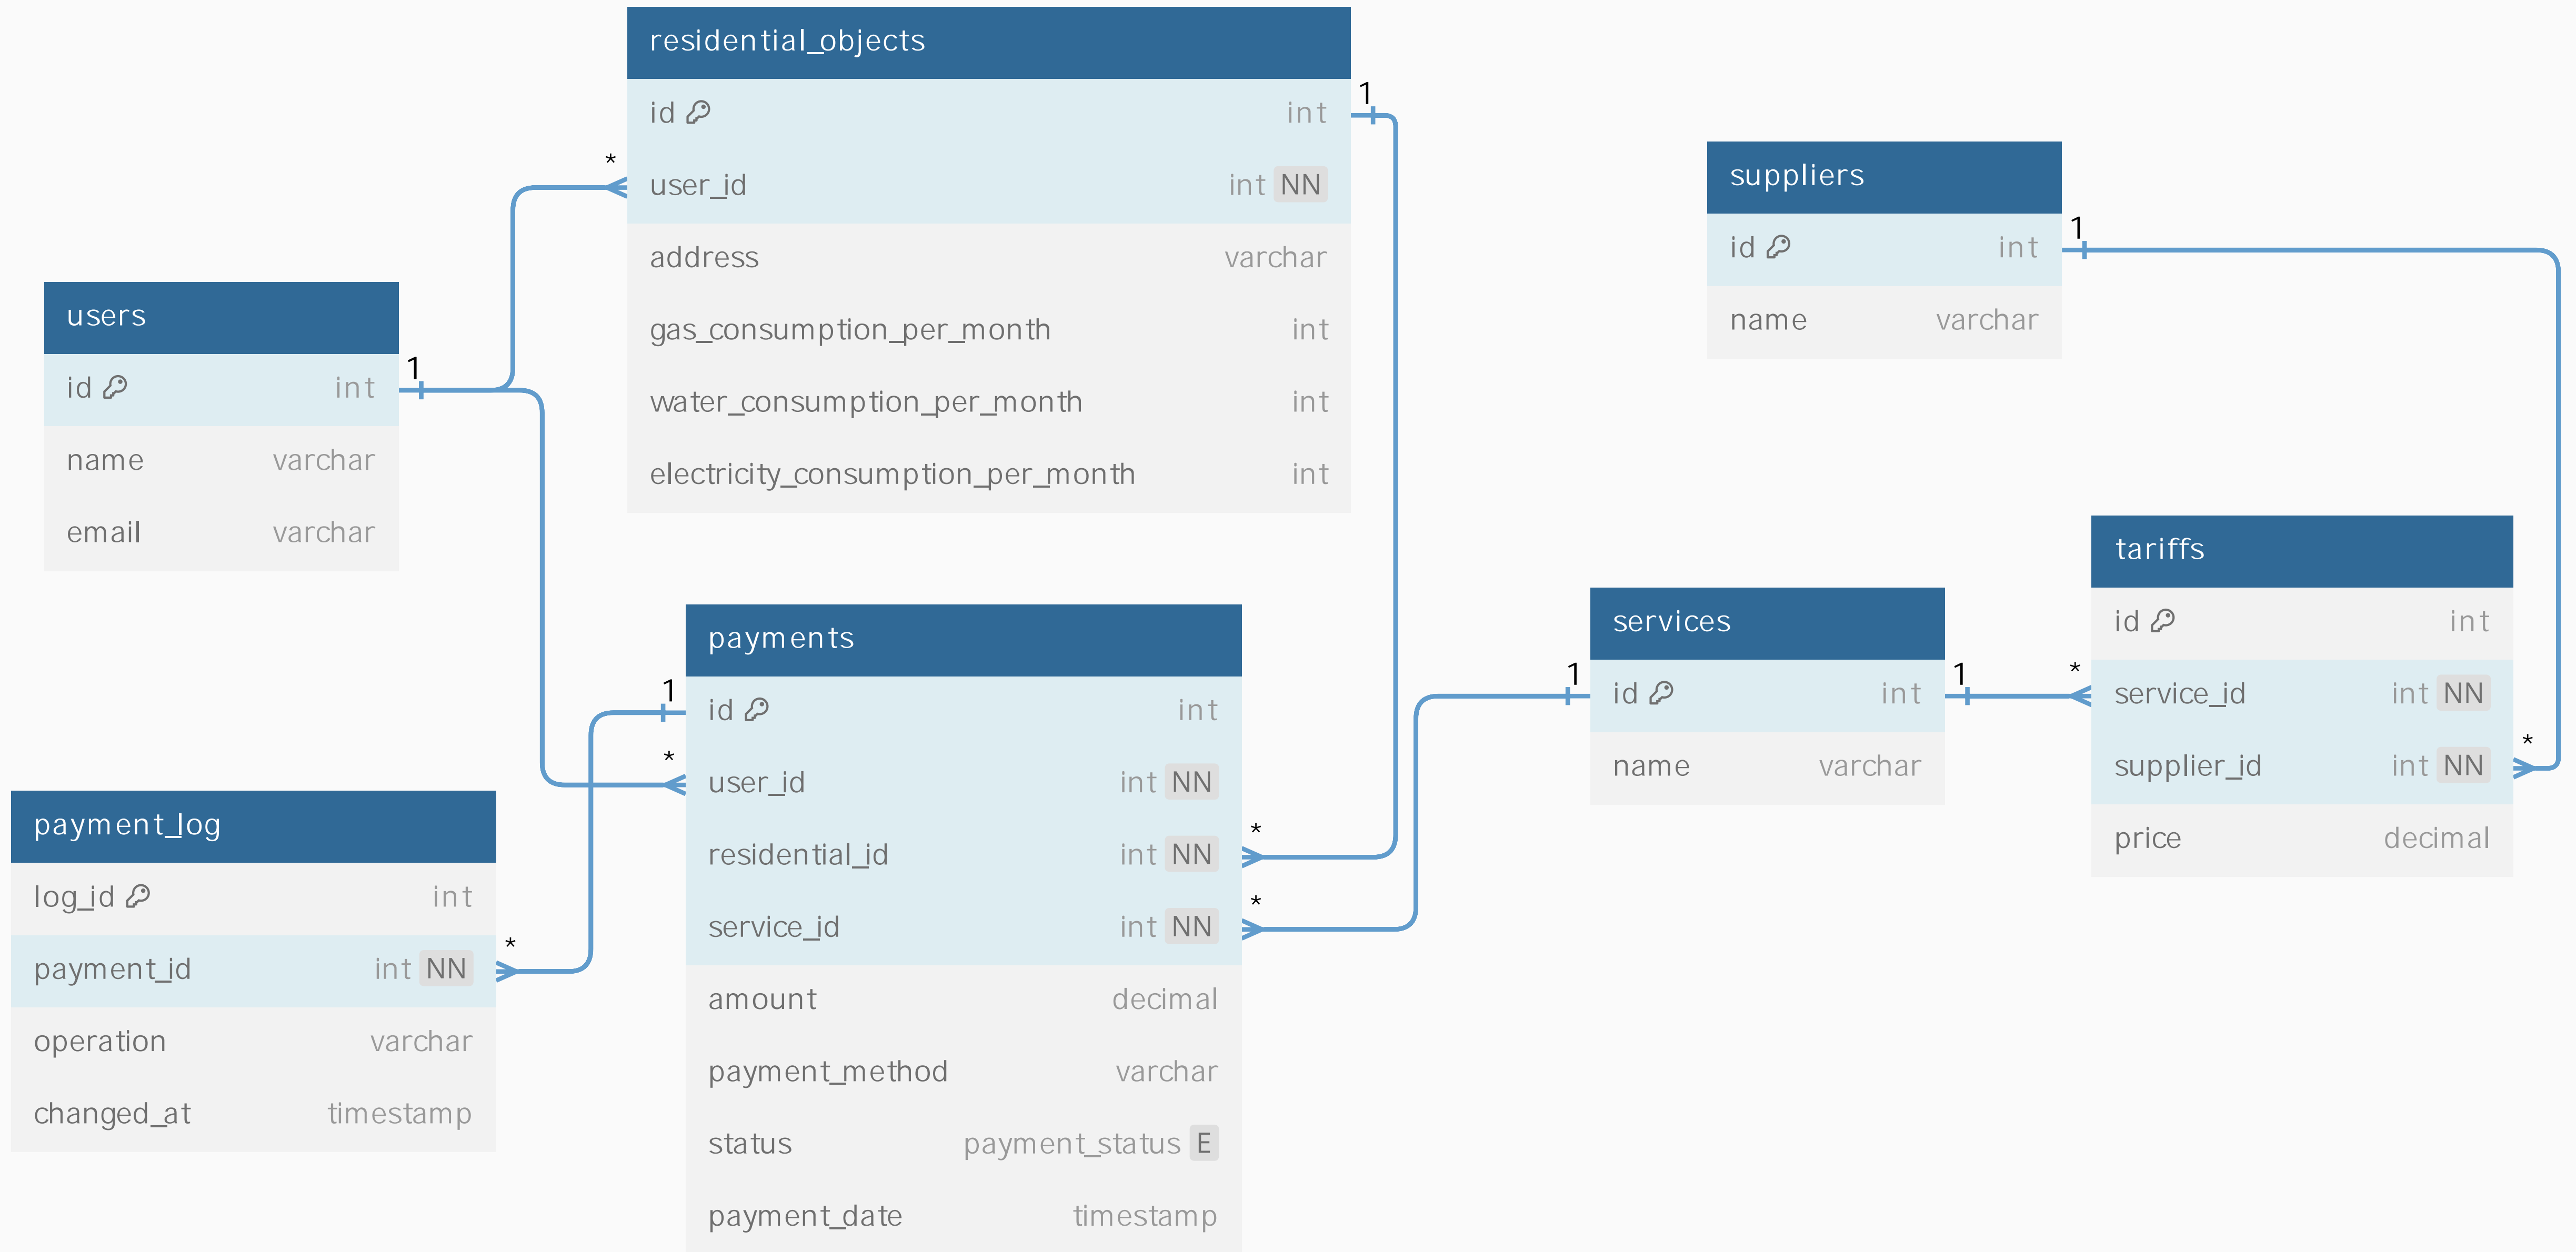 residential_objects
id int
user_id int NN
address varchar
gas_consumption_per_month int
water_consumption_per_month int
electricity_consumption_per_month int
1
*
suppliers
id int
name varchar
1
users
id int
name varchar
email varchar
1
tariffs
id int
service_id int NN
supplier_id int NN
price decimal
*
*
services
id int
name varchar
1
1
payments
id int
user_id int NN
residential_id int NN
service_id int NN
amount decimal
payment_method varchar
status payment_status E
payment_date timestamp
1
*
*
*
payment_log
log_id int
payment_id int NN
operation varchar
changed_at timestamp
*